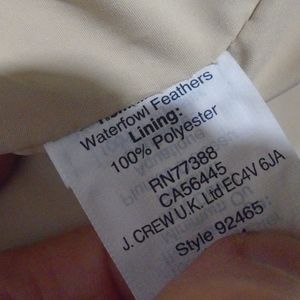 Waterfowl Feathers
Lining:
100% Polyester
RN77388
CA56445
J. CREW U.K. Ltd EC4V 6JA
Style 92465